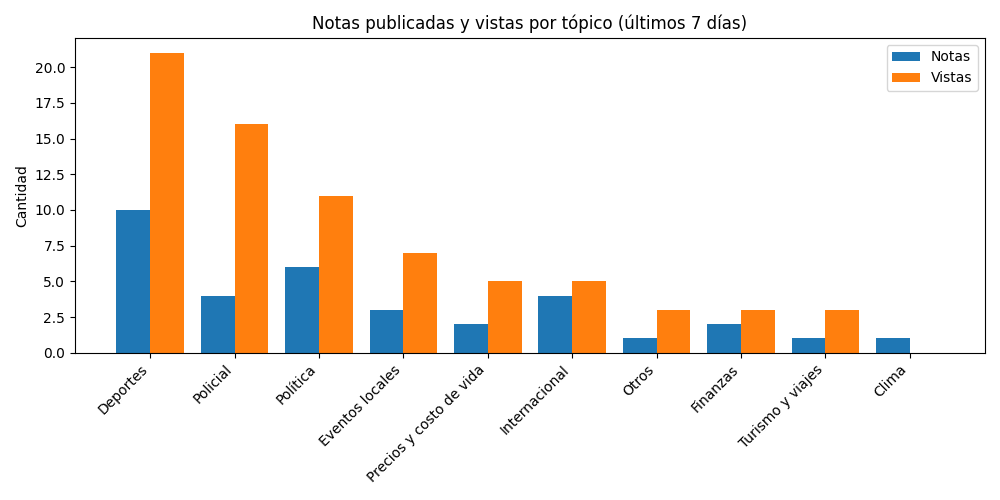 Notas publicadas y vistas por tópico (últimos 7 días)
Notas
Vistas
Cantidad
20.0
17.5
15.0
12.5
10.0
7.5
5.0
2.5
0.0
Deportes
Policial
Política
Eventos locales
Precios y costo de vida
Internacional
Otros
Finanzas
Turismo y viajes
Clima